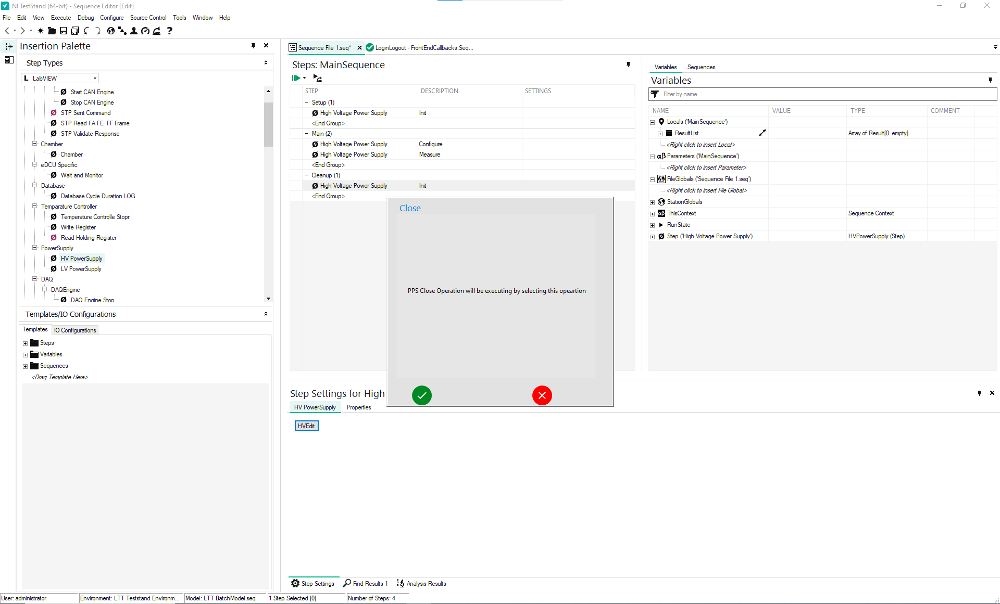 NI TestStand (64-bit) - Sequence Editor [Edit]
File Edit View Execute Debug Configure Source Control Tools Window Help
Insertion Palette
Step Types
LabVIEW
Start CAN Engine
Stop CAN Engine
STP Sent Command
STP Read FA FE FF Frame
STP Validate Response
Chamber
Chamber
eDCU Specific
Wait and Monitor
Database
Database Cycle Duration LOG
Temparature Controller
Temperature Controlle Stopr
Write Register
Read Holding Register
PowerSupply
HV PowerSupply
LV PowerSupply
DAQ
DAQEngine
DAQ Engine Stop
Templates/IO Configurations
Templates IO Configurations
Steps
Variables
Sequences
<Drag Template Here>
Sequence File 1.seq* LoginLogout - FrontEndCallbacks.Seq...
Steps: MainSequence
STEP DESCRIPTION SETTINGS
Setup (1)
High Voltage Power Supply Init
<End Group>
Main (2)
High Voltage Power Supply Configure
High Voltage Power Supply Measure
<End Group>
Cleanup (1)
High Voltage Power Supply Init
<End Group>
Close
PPS Close Operation will be executing by selecting this opeartion
Variables Sequences
Variables
Filter by name
NAME VALUE TYPE COMMENT
Locals ('MainSequence')
ResultList Array of Result[0..empty]
<Right click to insert Local>
αβ Parameters ('MainSequence')
<Right click to insert Parameter>
FileGlobals ('Sequence File 1.seq')
<Right click to insert File Global>
StationGlobals
αβ ThisContext Sequence Context
RunState
Step ('High Voltage Power Supply') HVPowerSupply (Step)
Step Settings for High
HV PowerSupply Properties
HVEdit
Step Settings Find Results 1 Analysis Results
User: administrator Environment: LTT Teststand Environm... Model: LTT BatchModel.seq 1 Step Selected [0] Number of Steps: 4